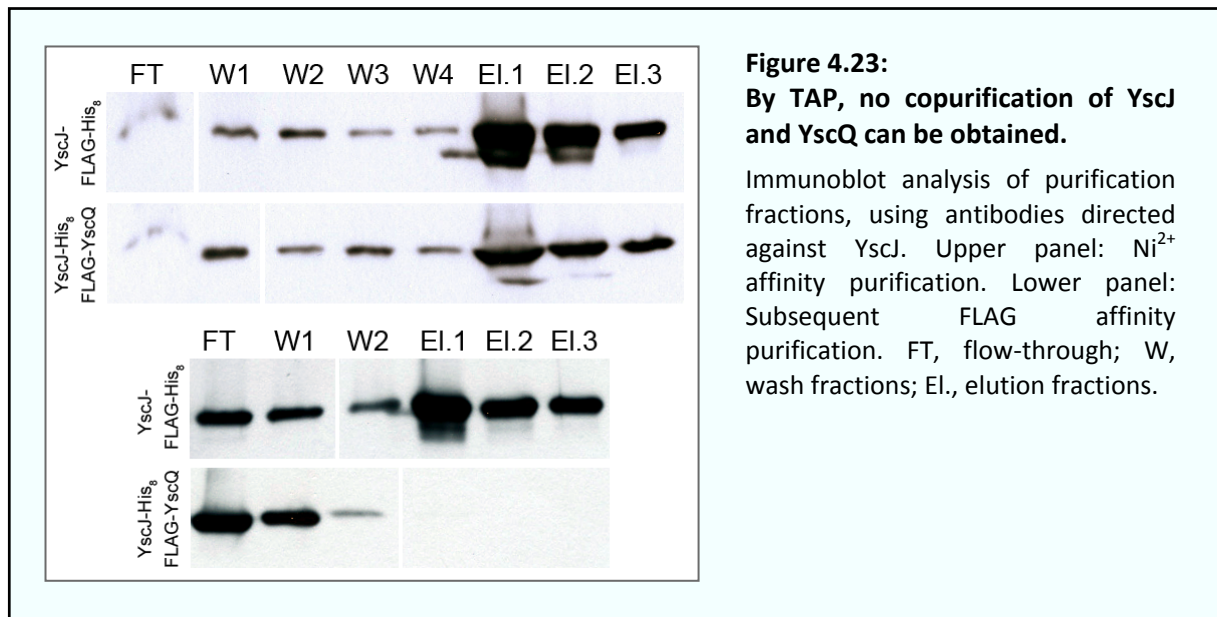 FT W1 W2 W3 W4 El.1 El.2 El.3
YscJ-
FLAG-His₈
YscJ-His₈
FLAG-YscQ
FT W1 W2 El.1 El.2 El.3
YscJ-
FLAG-His₈
YscJ-His₈
FLAG-YscQ
Figure 4.23:
By TAP, no copurification of YscJ
and YscQ can be obtained.
Immunoblot analysis of purification
fractions, using antibodies directed
against YscJ. Upper panel: Ni²⁺
affinity purification. Lower panel:
Subsequent FLAG affinity
purification. FT, flow-through; W,
wash fractions; El., elution fractions.